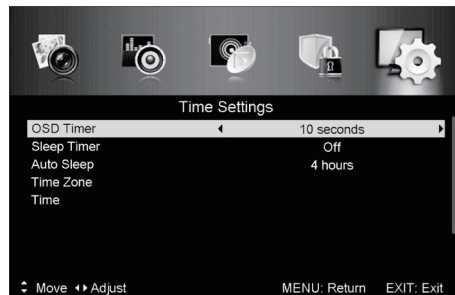 Time Settings
OSD Timer 10 seconds
Sleep Timer Off
Auto Sleep 4 hours
Time Zone
Time
Move Adjust MENU: Return EXIT: Exit